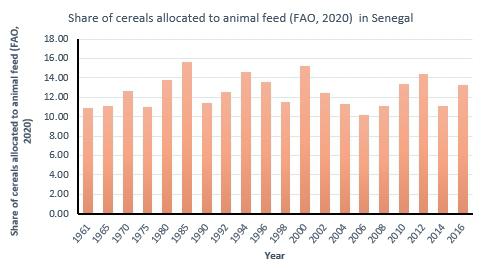 Share of cereals allocated to animal feed (FAO, 2020)  in Senegal
Share of cereals allocated to animal feed (FAO,
2020)
18.00
16.00
14.00
12.00
10.00
8.00
6.00
4.00
2.00
0.00
1961 1965 1970 1975 1980 1985 1990 1992 1994 1996 1998 2000 2002 2004 2006 2008 2010 2012 2014 2016
Year